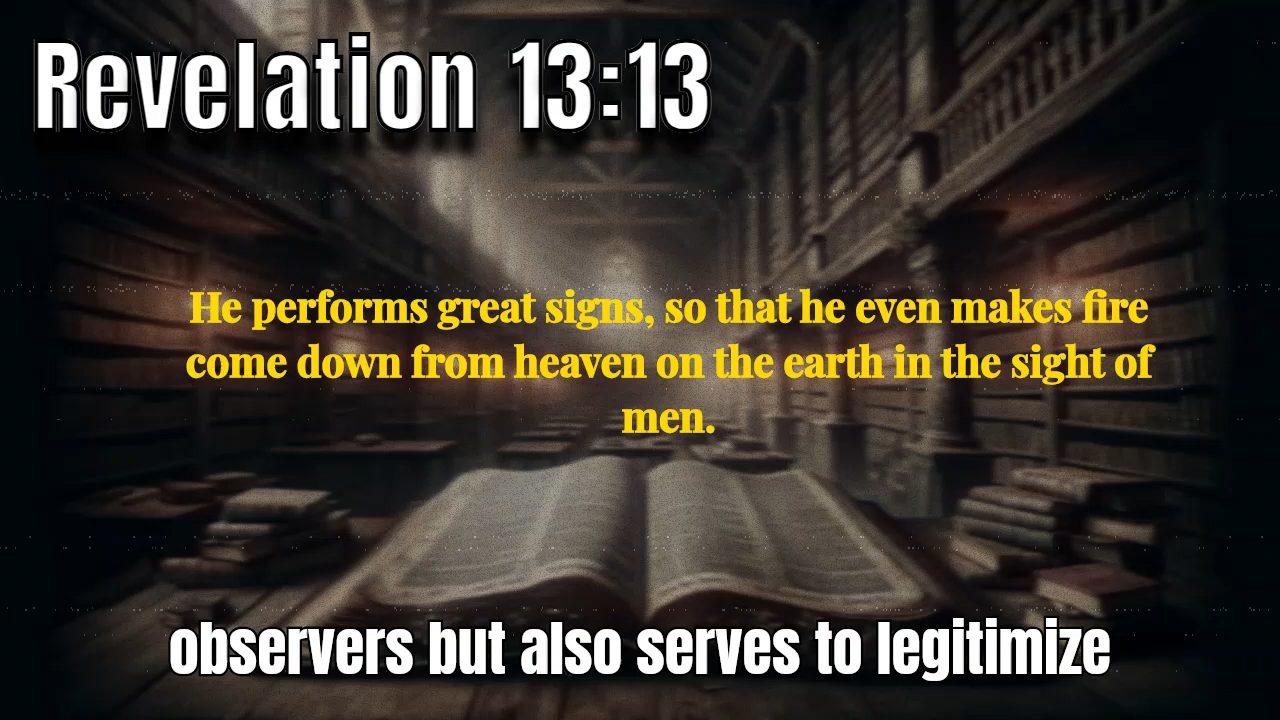 Revelation 13:13
He performs great signs, so that he even makes fire
come down from heaven on the earth in the sight of
men.
observers but also serves to legitimize